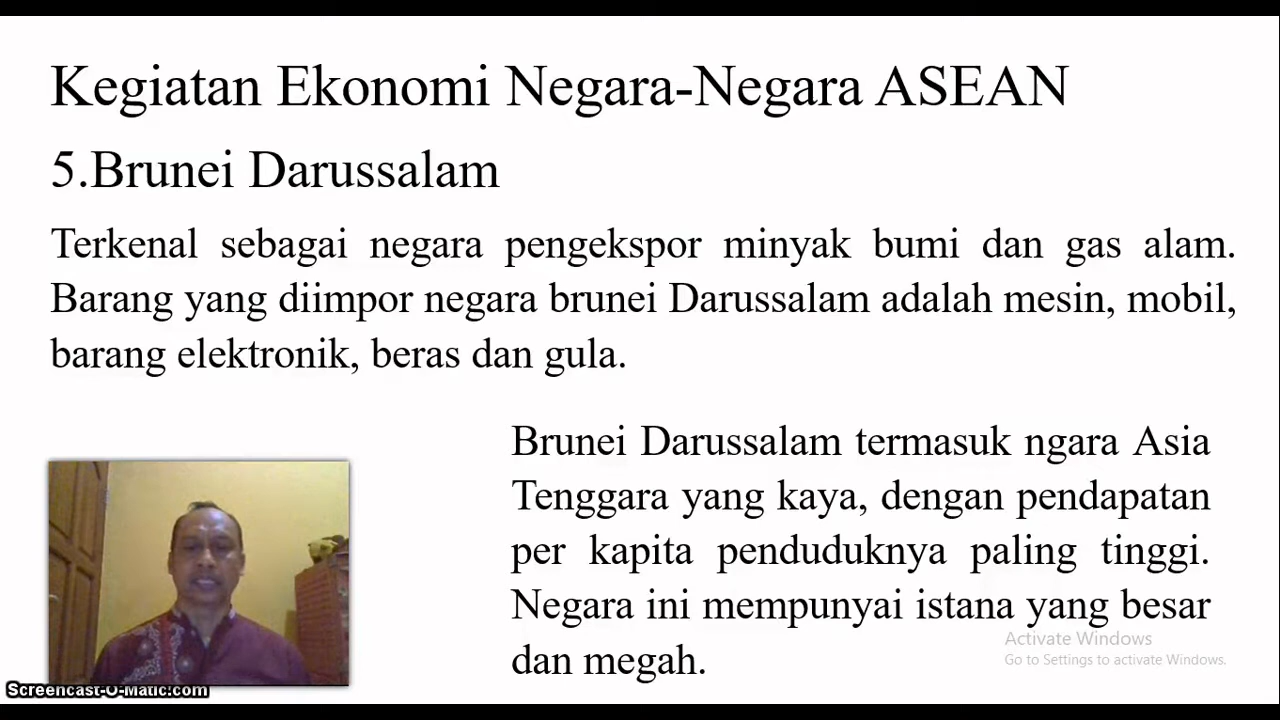 Kegiatan Ekonomi Negara-Negara ASEAN
5.Brunei Darussalam
Terkenal sebagai negara pengekspor minyak bumi dan gas alam.
Barang yang diimpor negara brunei Darussalam adalah mesin, mobil,
barang elektronik, beras dan gula.
Brunei Darussalam termasuk ngara Asia
Tenggara yang kaya, dengan pendapatan
per kapita penduduknya paling tinggi.
Negara ini mempunyai istana yang besar
dan megah.
Activate Windows
Go to Settings to activate Windows.
Screencast-O-Matic.com